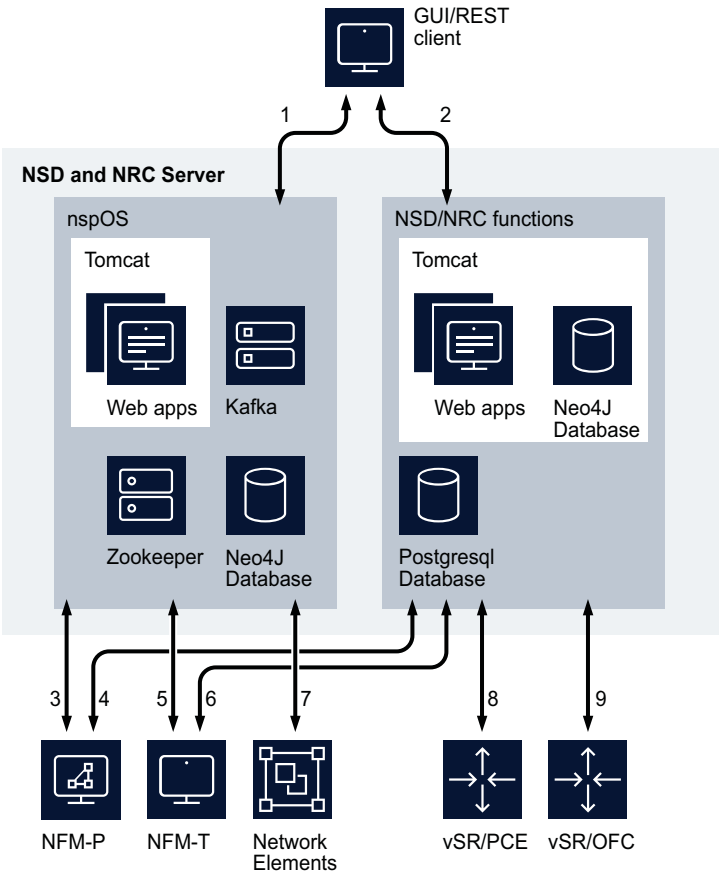 GUI/REST
client
1
2
NSD and NRC Server
nspOS
Tomcat
Web apps
Kafka
Zookeeper
Neo4J
Database
NSD/NRC functions
Tomcat
Web apps
Neo4J
Database
Postgresql
Database
3
4
5
6
7
8
9
NFM-P
NFM-T
Network
Elements
vSR/PCE
vSR/OFC